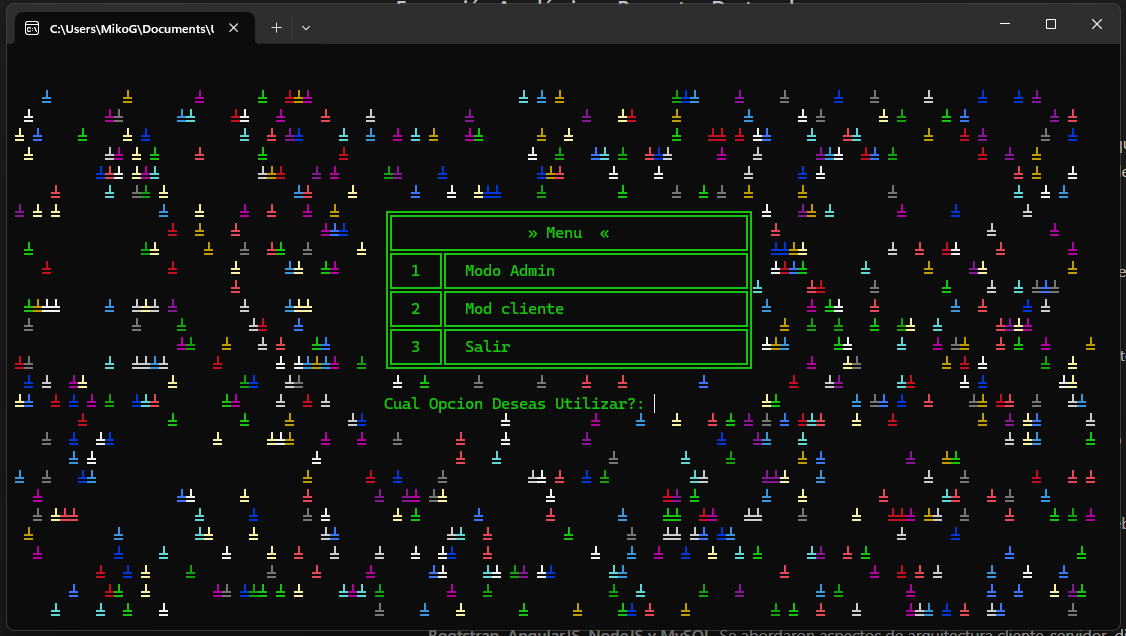 C:\Users\MikoG\Documents\
» Menu «
1 Modo Admin
2 Mod cliente
3 Salir
Cual Opcion Deseas Utilizar?:
Bootstrap, AngularJS, NodeJS y MySQL. Se abordaron aspectos de arquitectura cliente-servidor,